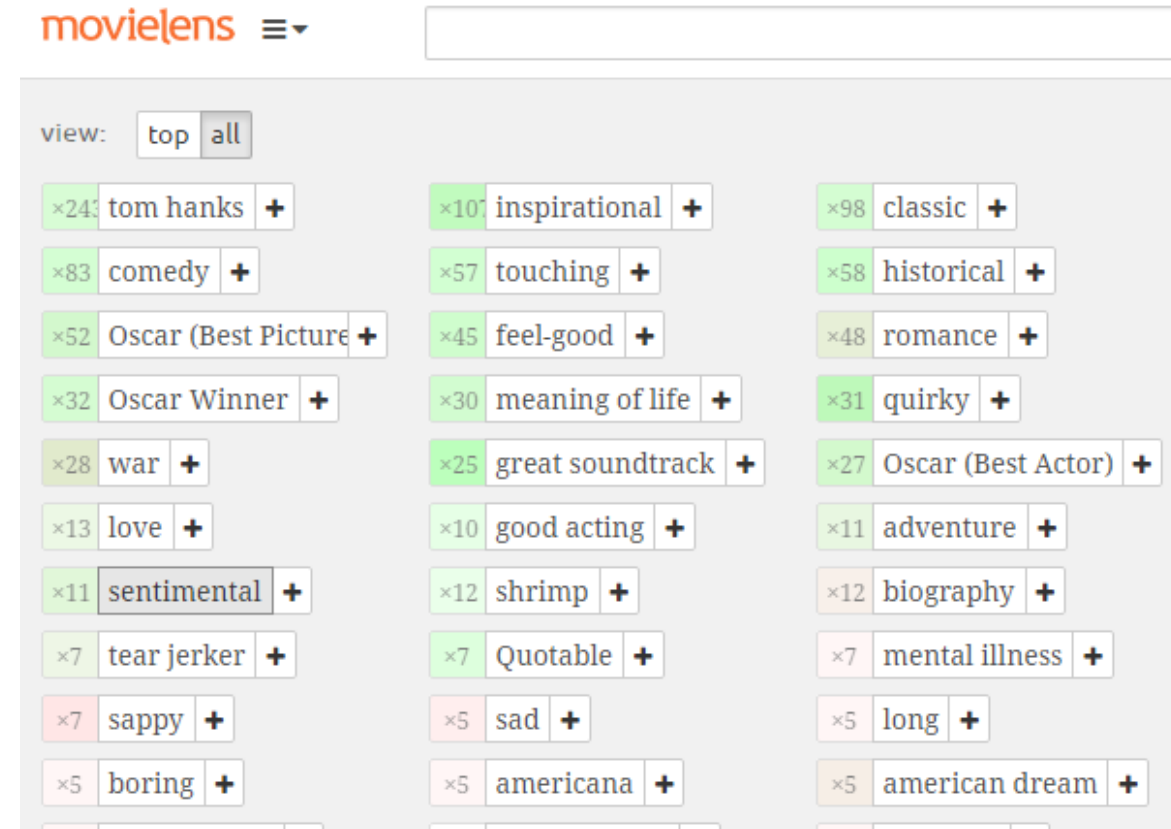 movielens
view: top all
×243 tom hanks + ×107 inspirational + ×98 classic +
×83 comedy + ×57 touching + ×58 historical +
×52 Oscar (Best Picture + ×45 feel-good + ×48 romance +
×32 Oscar Winner + ×30 meaning of life + ×31 quirky +
×28 war + ×25 great soundtrack + ×27 Oscar (Best Actor) +
×13 love + ×10 good acting + ×11 adventure +
×11 sentimental + ×12 shrimp + ×12 biography +
×7 tear jerker + ×7 Quotable + ×7 mental illness +
×7 sappy + ×5 sad + ×5 long +
×5 boring + ×5 americana + ×5 american dream +